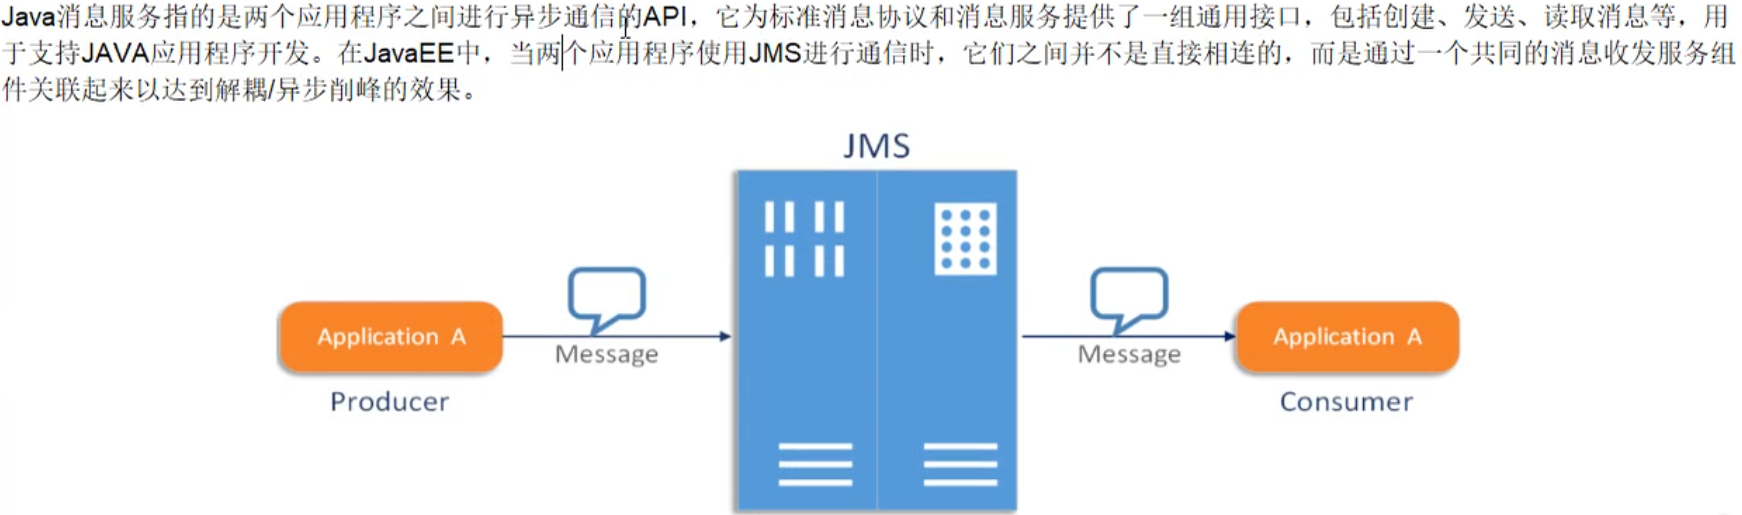 Java消息服务指的是两个应用程序之间进行异步通信的API，它为标准消息协议和消息服务提供了一组通用接口，包括创建、发送、读取消息等，用
于支持JAVA应用程序开发。在JavaEE中，当两个应用程序使用JMS进行通信时，它们之间并不是直接相连的，而是通过一个共同的消息收发服务组
件关联起来以达到解耦/异步削峰的效果。
JMS
Application A
Message
Message
Application A
Producer
Consumer